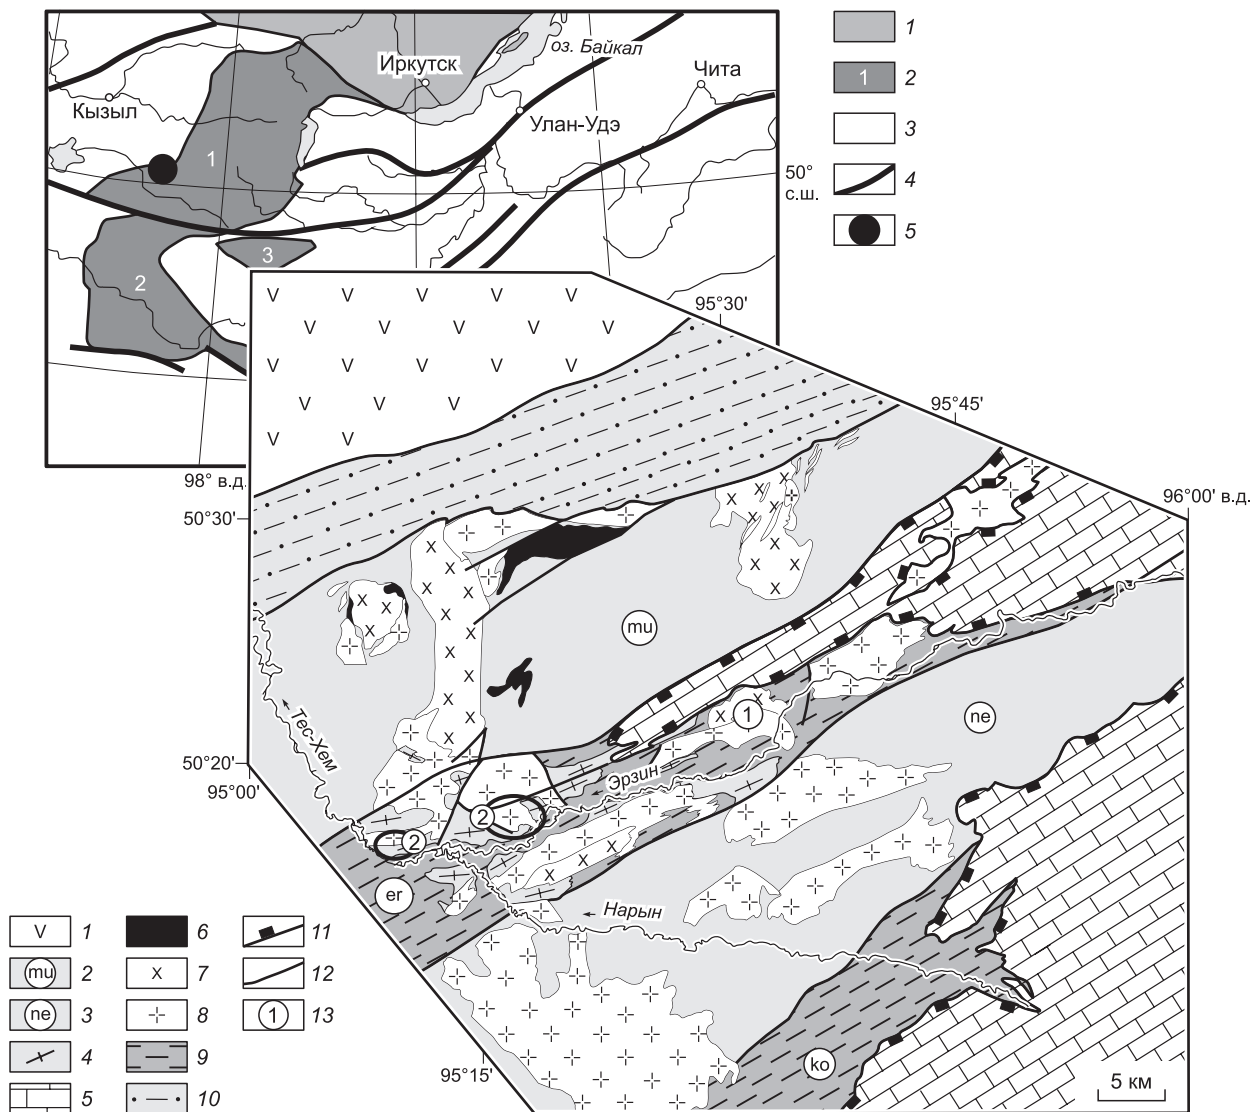 оз. Байкал
Иркутск
Чита
Кызыл
Улан-Удэ
1
2
3
50°
с.ш.
98° в.д.
1
1 2
3
4
5
V V V V V
V V V V V
V V V V V
V V V
V V
95°30'
95°45'
96°00' в.д.
50°30'
mu
ne
1
Тес-Хем
50°20'
95°00'
Эрзин
2
2
er
Нарын
95°15'
ko
5 км
V 1
mu 2
ne 3
4
5
6
x 7
8
9
10
11
12
1 13